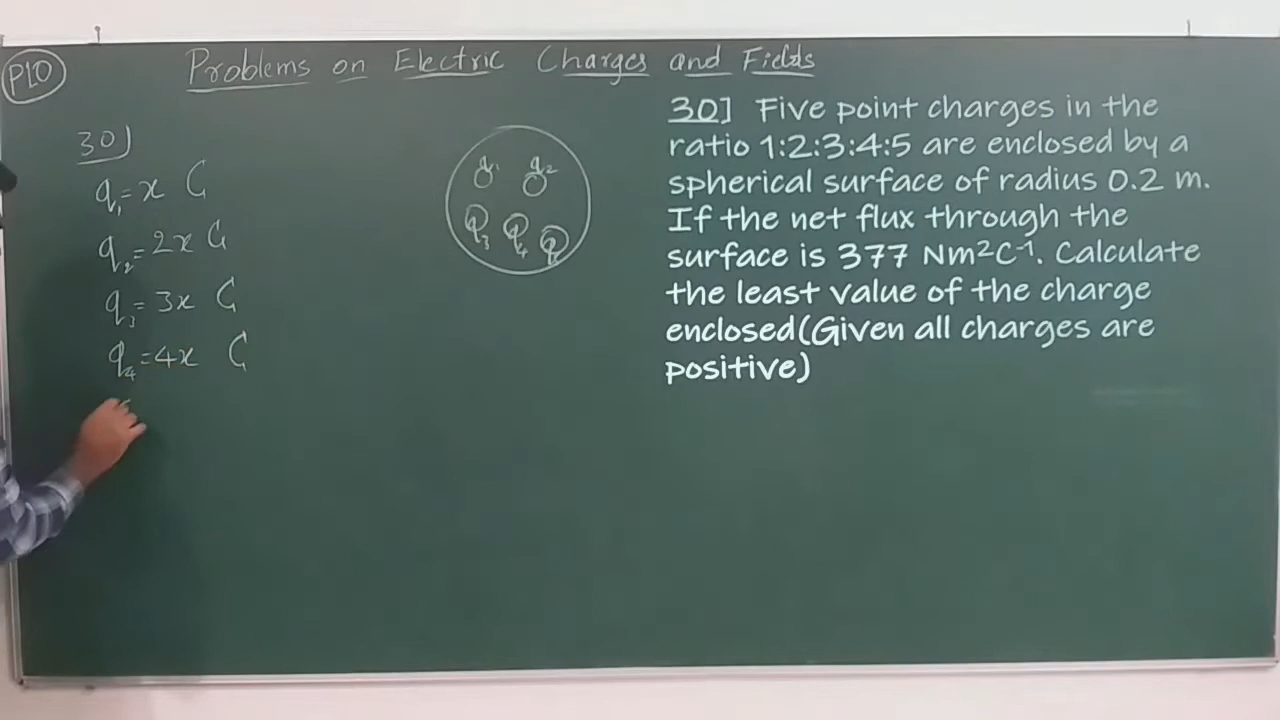 P10
Problems on Electric Charges and Fields
30]
q₁=x C
q₂=2x C
q₃=3x C
q₄=4x C
q₁ q₂
q₃ q₄ q
30] Five point charges in the
ratio 1:2:3:4:5 are enclosed by a
spherical surface of radius 0.2 m.
If the net flux through the
surface is 377 Nm²C⁻¹. Calculate
the least value of the charge
enclosed(Given all charges are
positive)